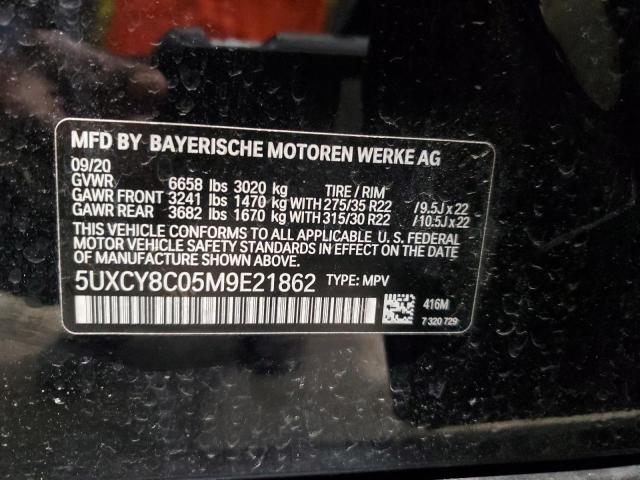 MFD BY BAYERISCHE MOTOREN WERKE AG
09/20
GVWR 6658 lbs 3020 kg TIRE / RIM
GAWR FRONT 3241 lbs 1470 kg WITH 275/35 R22 /9.5J x 22
GAWR REAR 3682 lbs 1670 kg WITH 315/30 R22 /10.5J x 22
THIS VEHICLE CONFORMS TO ALL APPLICABLE U. S. FEDERAL
MOTOR VEHICLE SAFETY STANDARDS IN EFFECT ON THE DATE
OF MANUFACTURE SHOWN ABOVE.
5UXCY8C05M9E21862 TYPE: MPV
416M
7 320 729